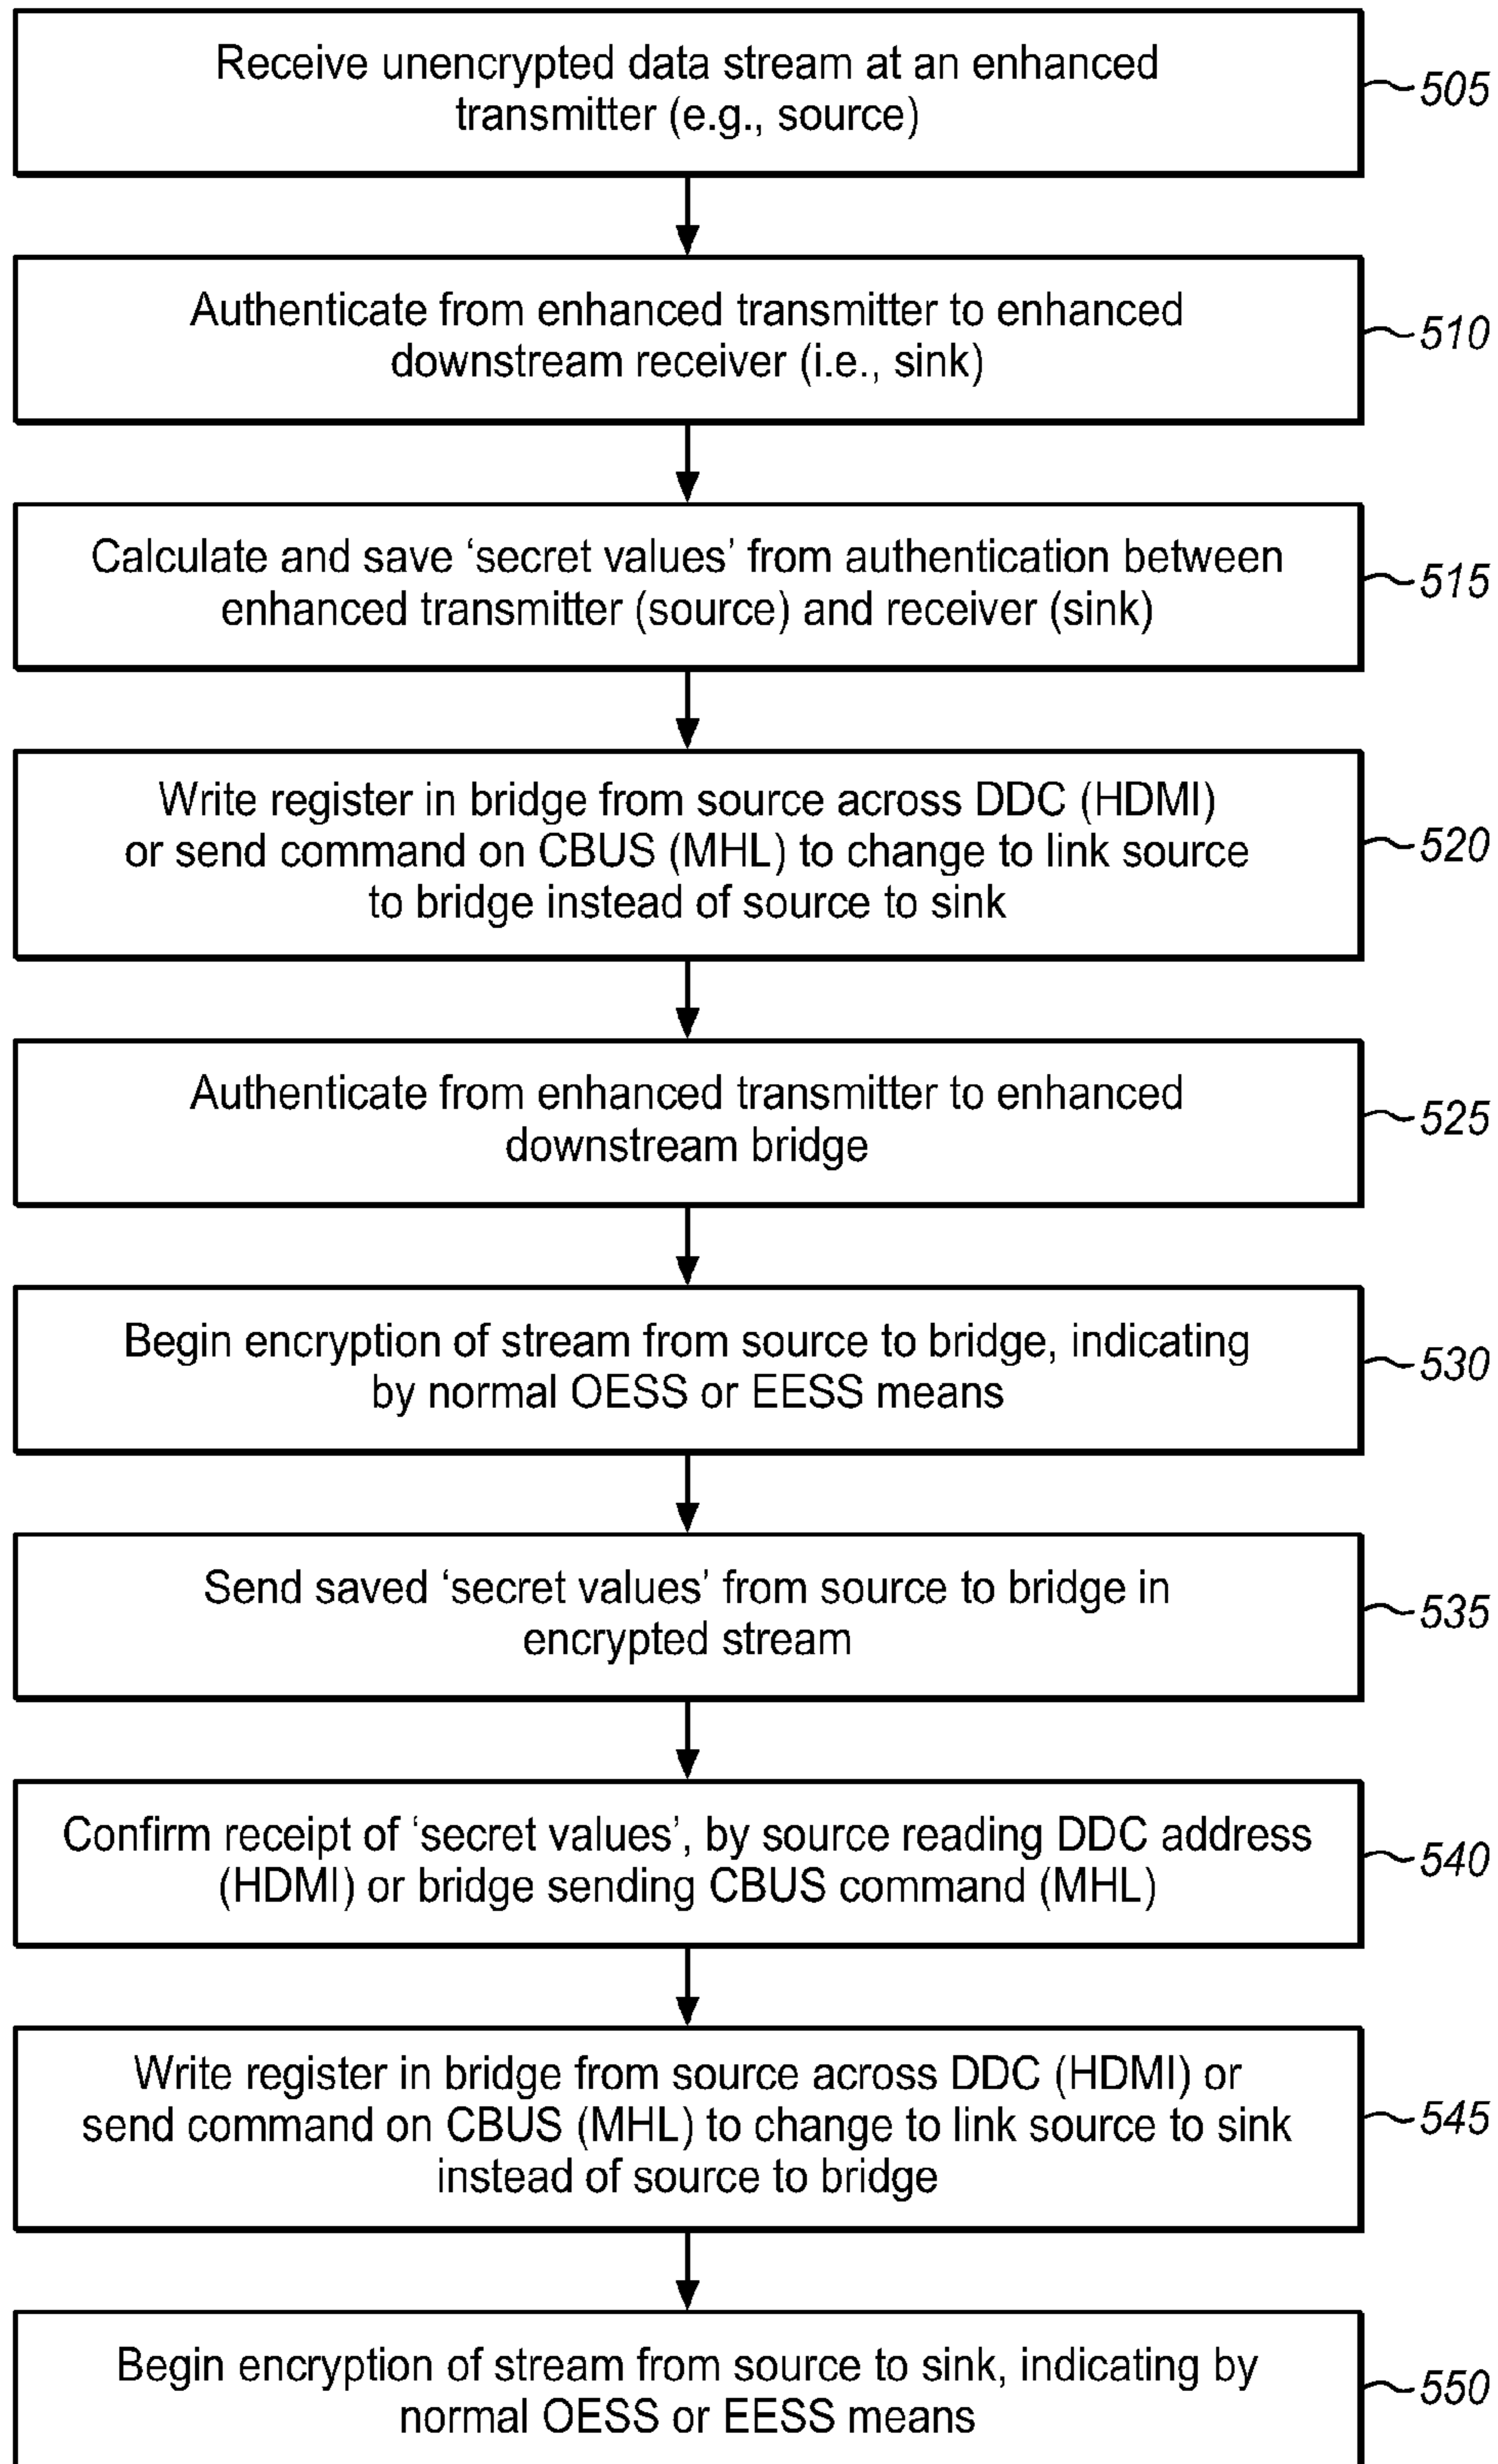 Receive unencrypted data stream at an enhanced
transmitter (e.g., source)
505
Authenticate from enhanced transmitter to enhanced
downstream receiver (i.e., sink)
510
Calculate and save ‘secret values’ from authentication between
enhanced transmitter (source) and receiver (sink)
515
Write register in bridge from source across DDC (HDMI)
or send command on CBUS (MHL) to change to link source
to bridge instead of source to sink
520
Authenticate from enhanced transmitter to enhanced
downstream bridge
525
Begin encryption of stream from source to bridge, indicating
by normal OESS or EESS means
530
Send saved ‘secret values’ from source to bridge in
encrypted stream
535
Confirm receipt of ‘secret values’, by source reading DDC address
(HDMI) or bridge sending CBUS command (MHL)
540
Write register in bridge from source across DDC (HDMI) or
send command on CBUS (MHL) to change to link source to sink
instead of source to bridge
545
Begin encryption of stream from source to sink, indicating by
normal OESS or EESS means
550